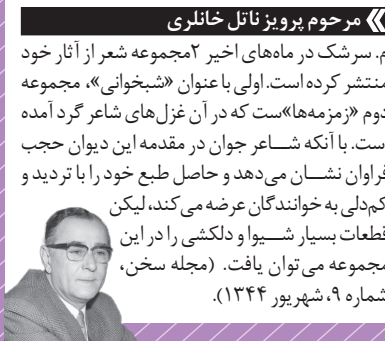 مرحوم پرویز ناتل خانلری
م. سرشک در ماه‌های اخیر ۲مجموعه شعر از آثار خود
منتشر کرده است. اولی با عنوان «شبخوانی»، مجموعه
دوم «زمزمه‌ها»ست که در آن غزل‌های شاعر گرد آمده
است. با آنکه شاعر جوان در مقدمه این دیوان حجب
فراوان نشان می‌دهد و حاصل طبع خود را با تردید و
کم‌دلی به خوانندگان عرضه می‌کند، لیکن
قطعات بسیار شیوا و دلکشی را در این
مجموعه می‌توان یافت. (مجله سخن،
شماره ۹، شهریور ۱۳۴۴).